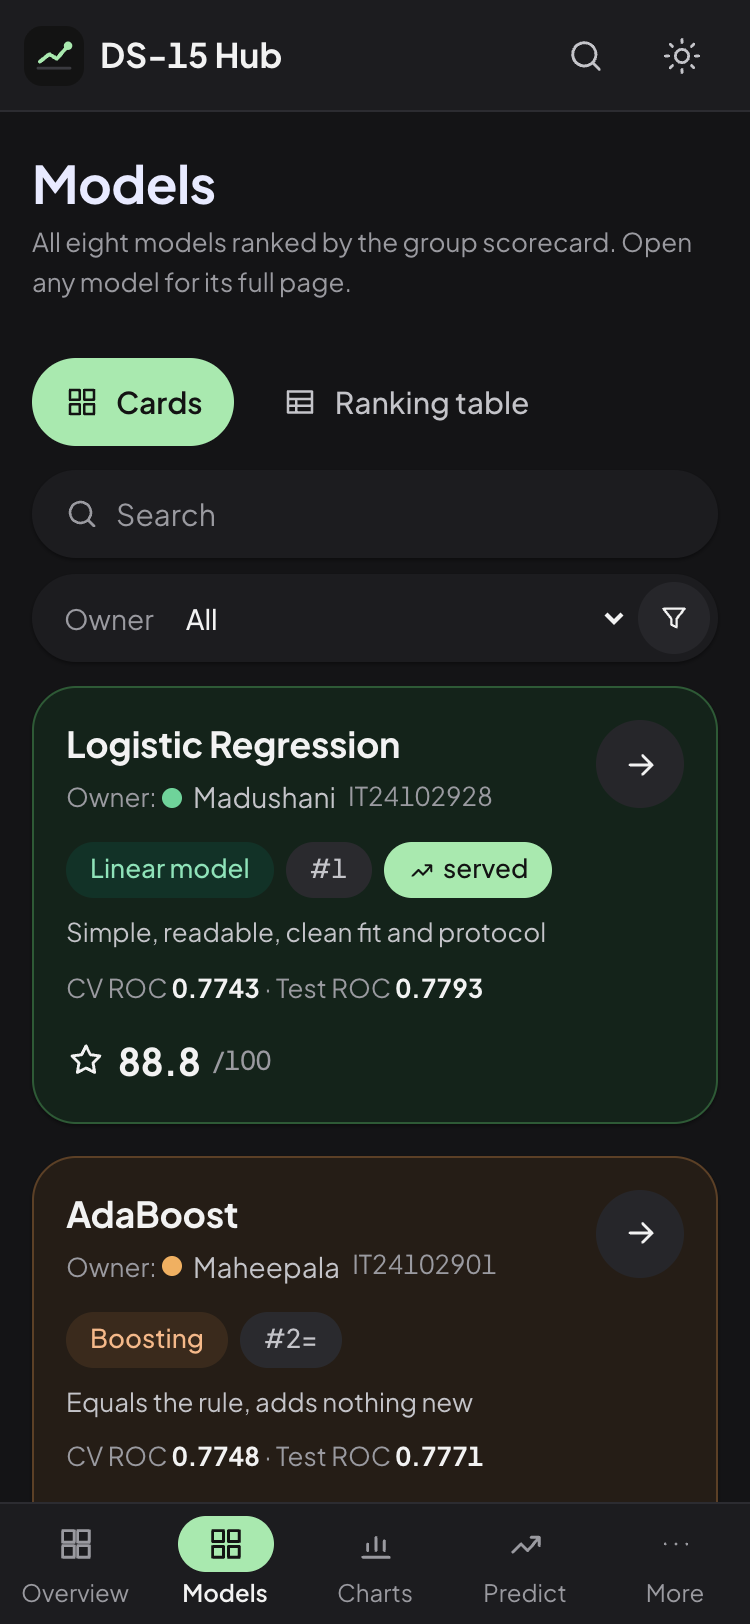 DS-15 Hub
Models
All eight models ranked by the group scorecard. Open
any model for its full page.
Cards
Ranking table
Search
Owner All
Logistic Regression
Owner: Madushani IT24102928
Linear model #1 served
Simple, readable, clean fit and protocol
CV ROC 0.7743 · Test ROC 0.7793
88.8 /100
AdaBoost
Owner: Maheepala IT24102901
Boosting #2=
Equals the rule, adds nothing new
CV ROC 0.7748 · Test ROC 0.7771
Overview Models Charts Predict More